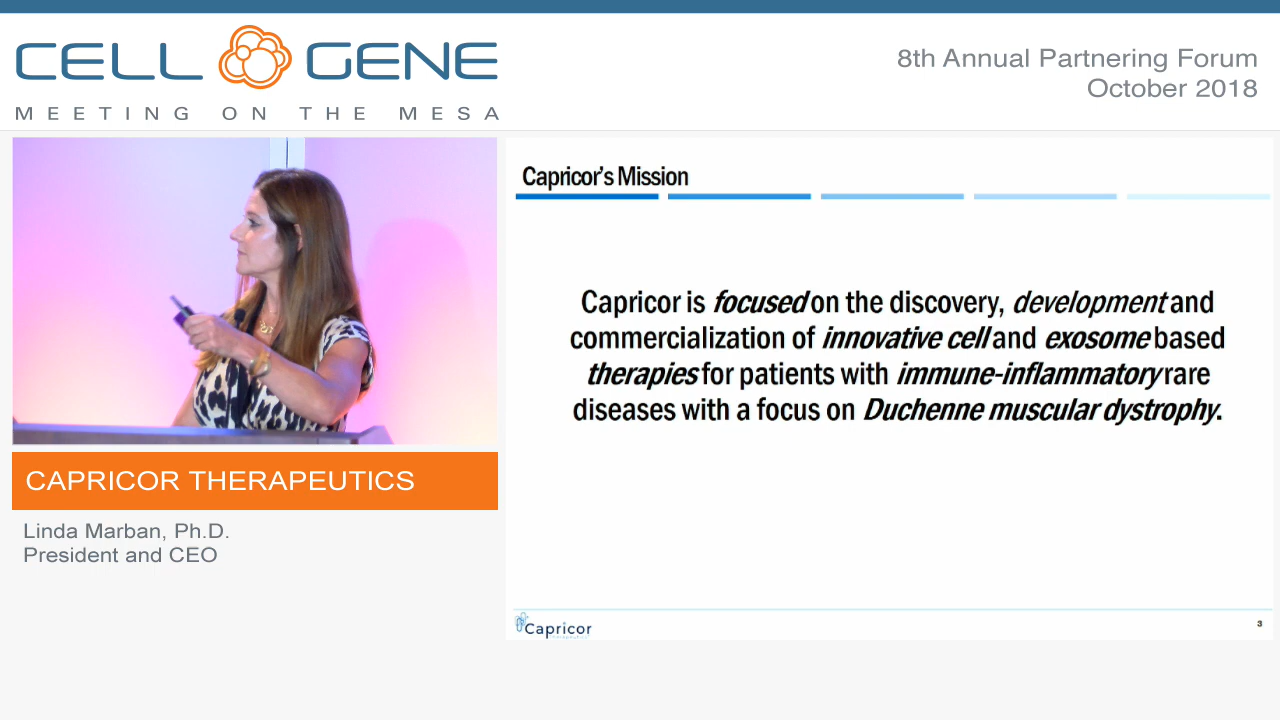 CELL GENE
MEETING ON THE MESA
8th Annual Partnering Forum
October 2018
Capricor's Mission
Capricor is focused on the discovery, development and
commercialization of innovative cell and exosome based
therapies for patients with immune-inflammatory rare
diseases with a focus on Duchenne muscular dystrophy.
CAPRICOR THERAPEUTICS
Linda Marban, Ph.D.
President and CEO
Capricor
3